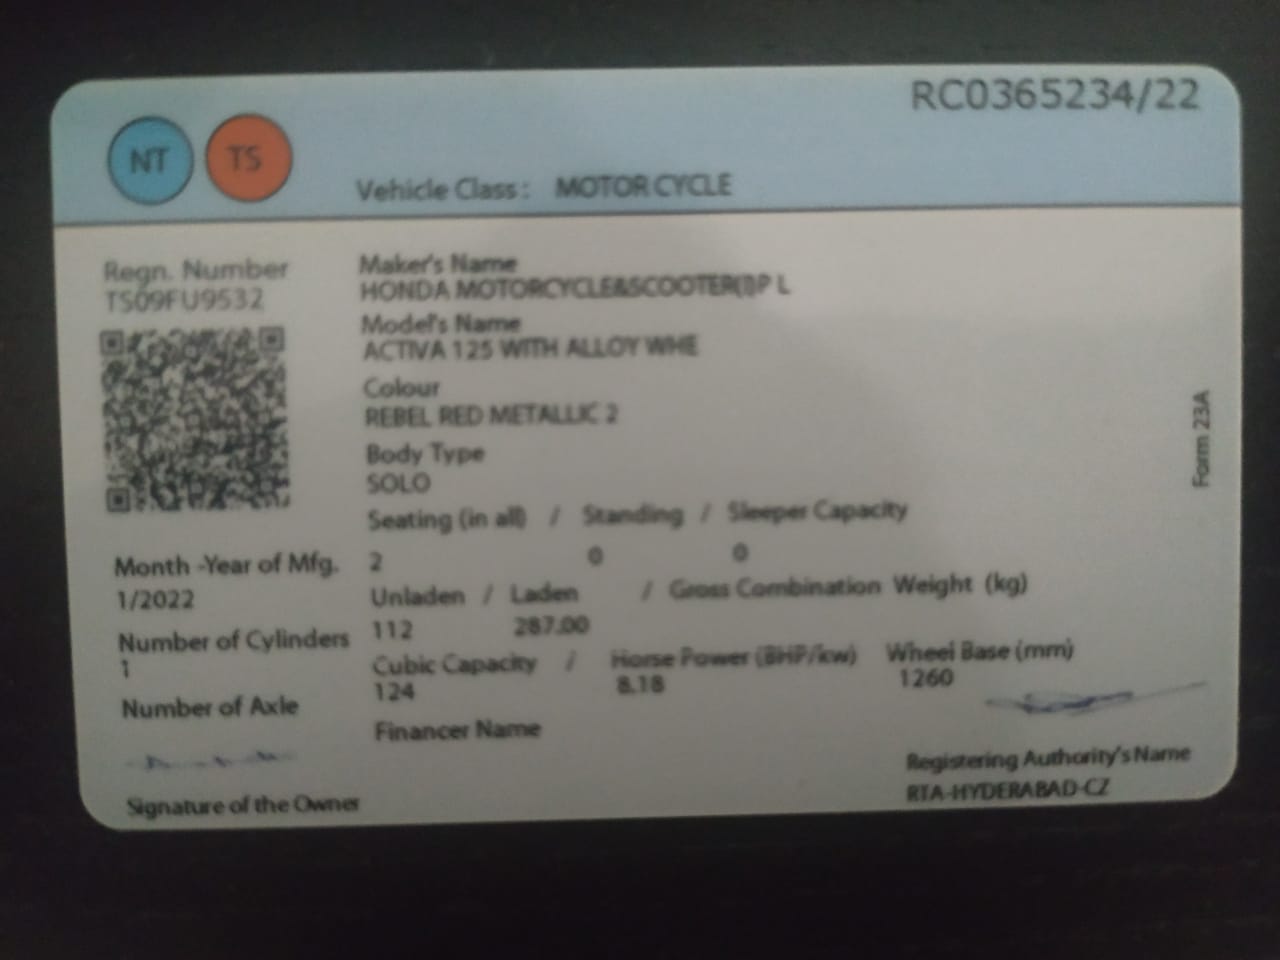 RC0365234/22
NT TS
Vehicle Class : MOTOR CYCLE
Regn. Number
TS09FU9532
Maker's Name
HONDA MOTORCYCLE&SCOOTER(I)P L
Model's Name
ACTIVA 125 WITH ALLOY WHE
Colour
REBEL RED METALLIC 2
Body Type
SOLO
Seating (in all) / Standing / Sleeper Capacity
2 0 0
Month -Year of Mfg.
1/2022
Unladen / Laden / Gross Combination Weight (kg)
112 287.00
Number of Cylinders
1
Cubic Capacity / Horse Power (BHP/kw) Wheel Base (mm)
124 8.18 1260
Number of Axle
Financer Name
Signature of the Owner
Registering Authority's Name
RTA-HYDERABAD-CZ
Form 23A